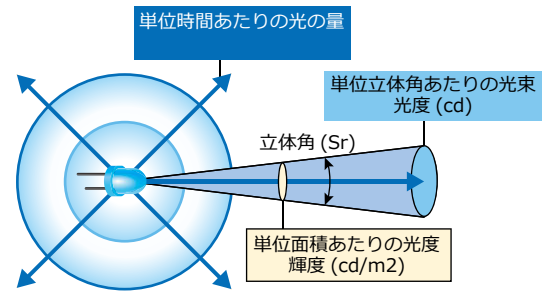 単位時間あたりの光の量
単位立体角あたりの光束
光度 (cd)
立体角 (Sr)
単位面積あたりの光度
輝度 (cd/m2)